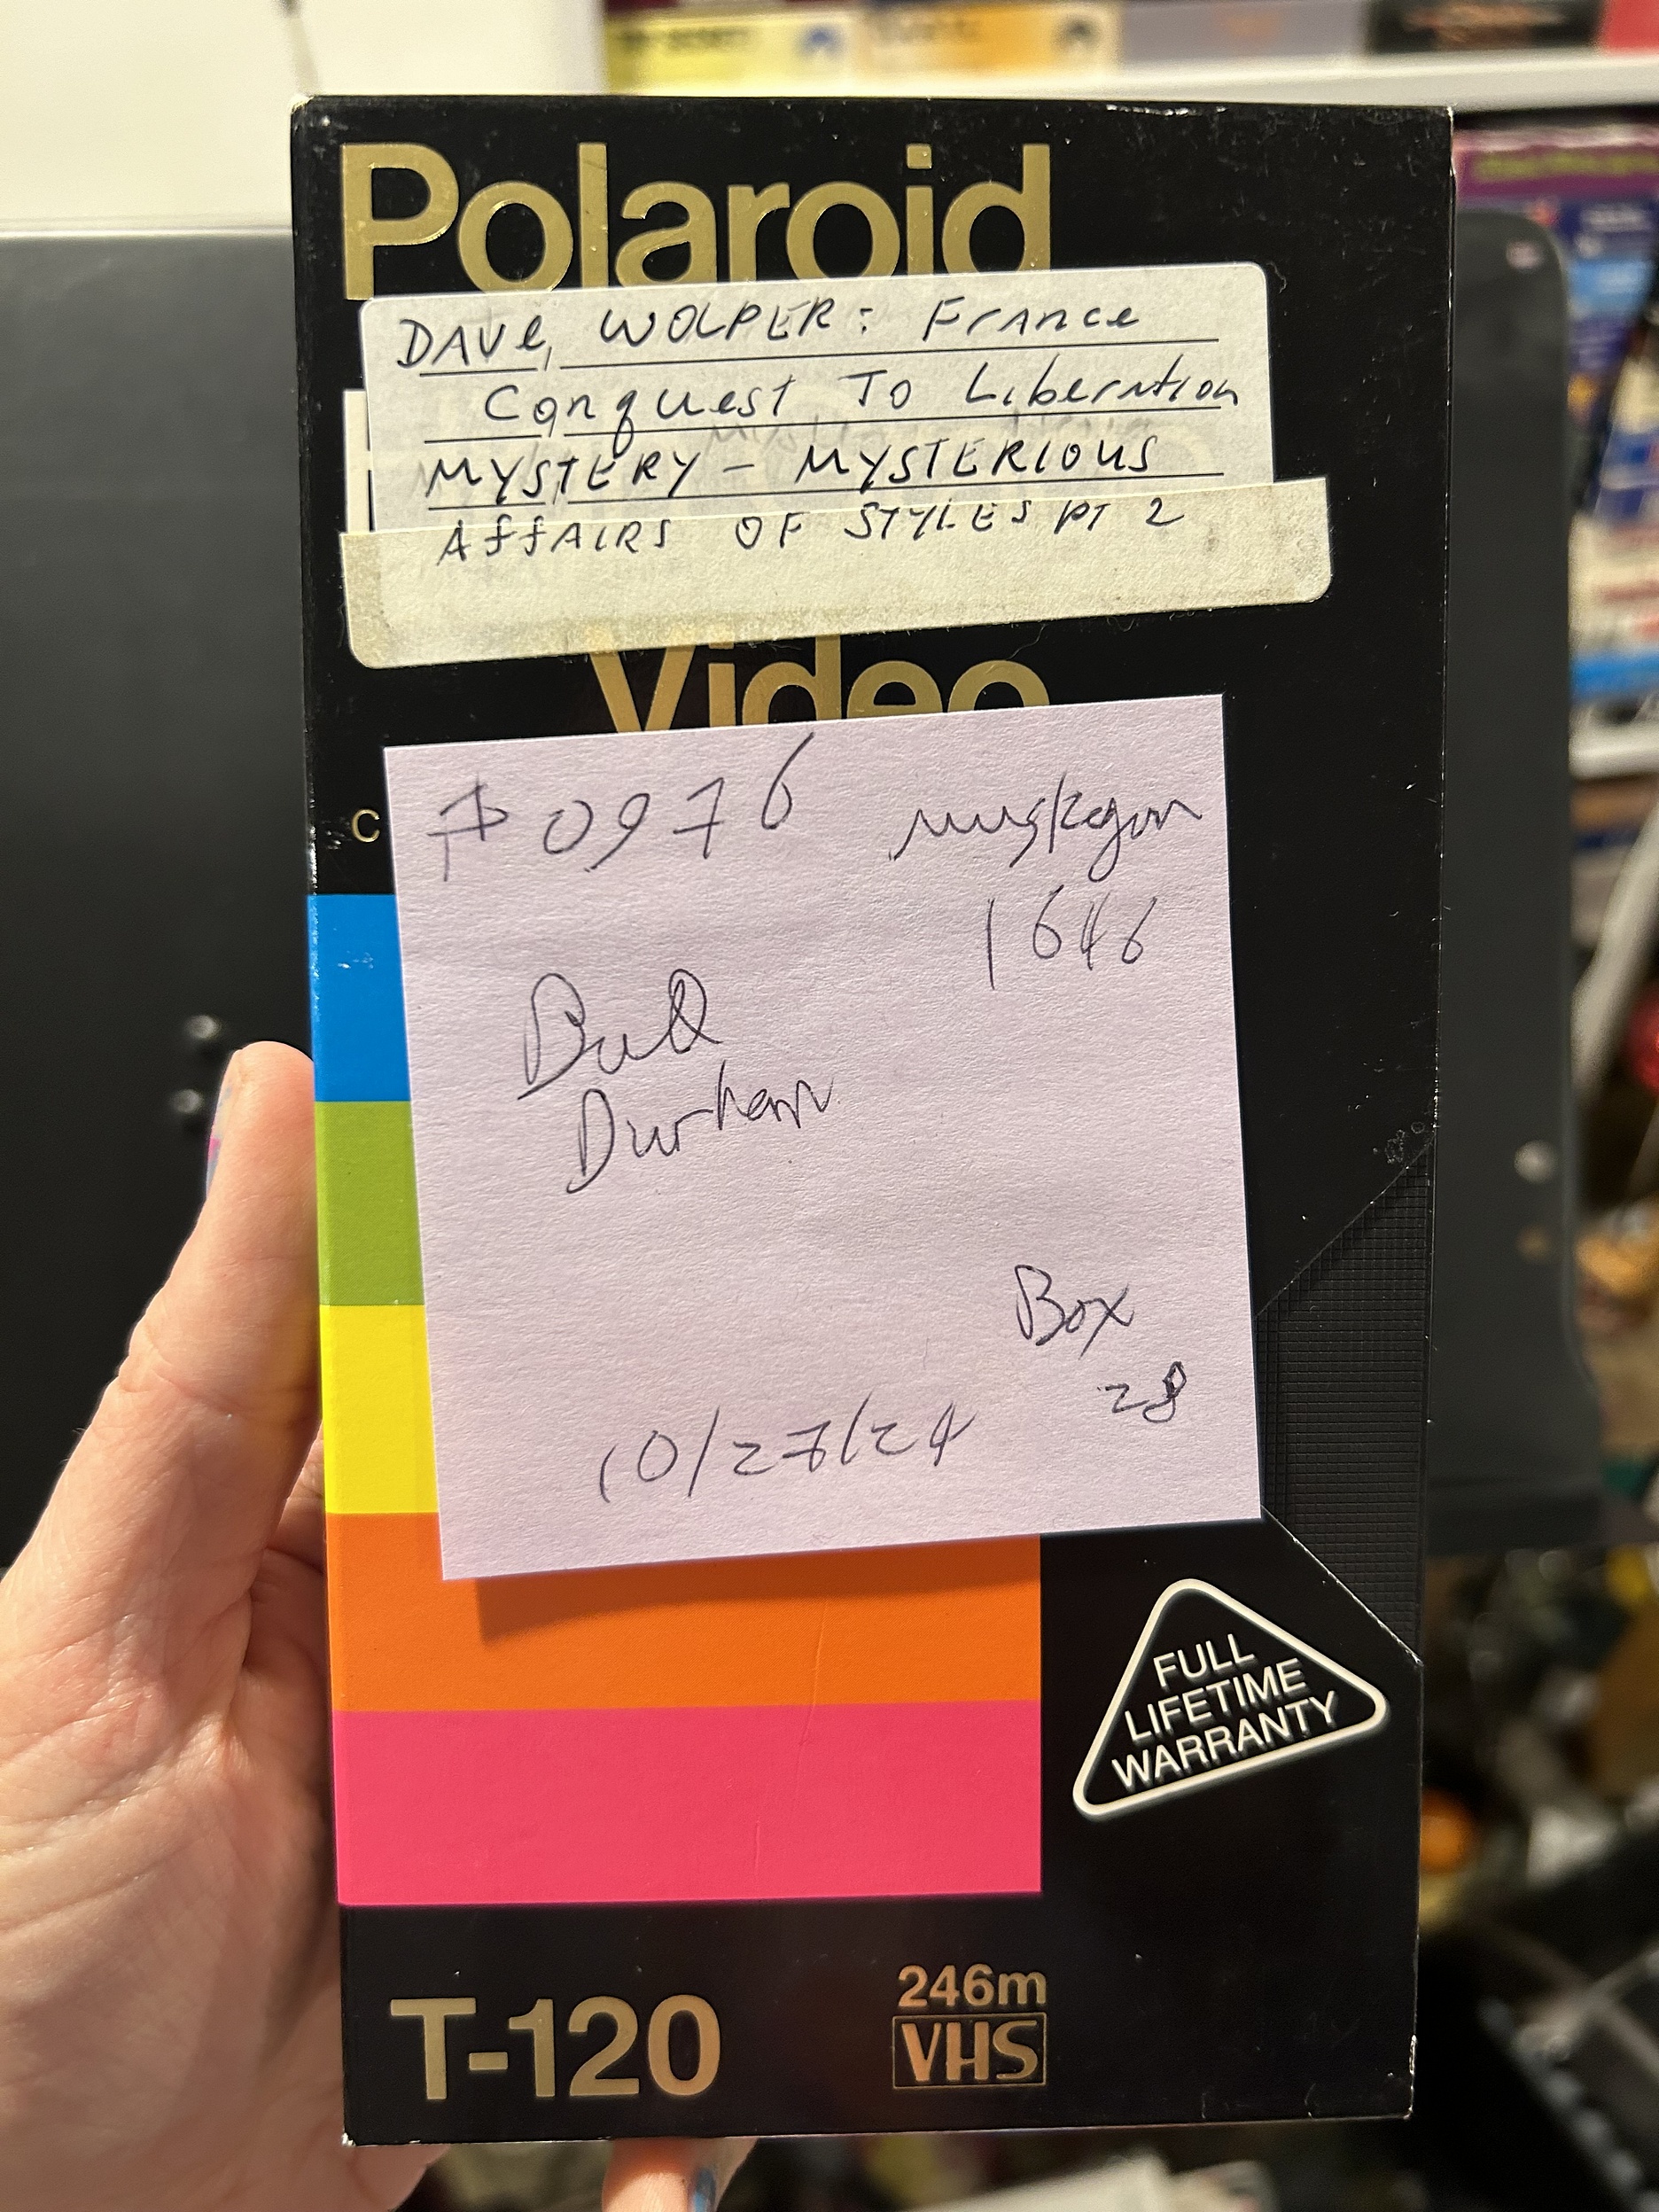 Polaroid
DAVE WOLPER: France
Conquest To Liberation
MYSTERY - MYSTERIOUS
AffAIRS OF STYLES PT 2
Video
C
#0976 muskegon
1646
Bull
Durham
Box
28
10/27/24
FULL
LIFETIME
WARRANTY
T-120
246m
VHS